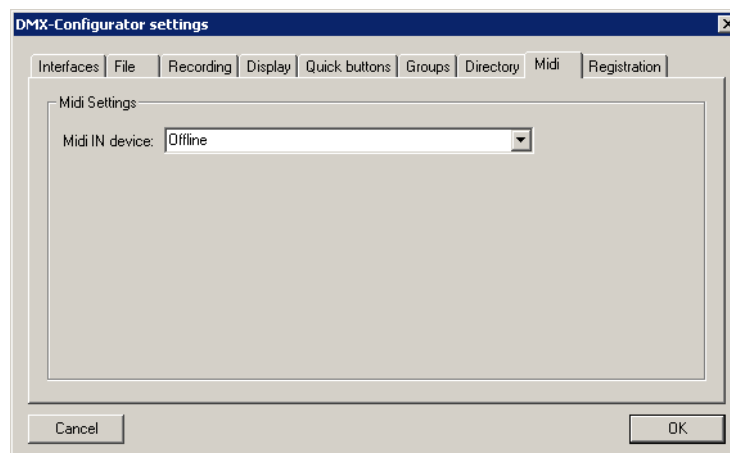 DMX-Configurator settings
Interfaces File Recording Display Quick buttons Groups Directory Midi Registration
Midi Settings
Midi IN device: Offline
Cancel OK